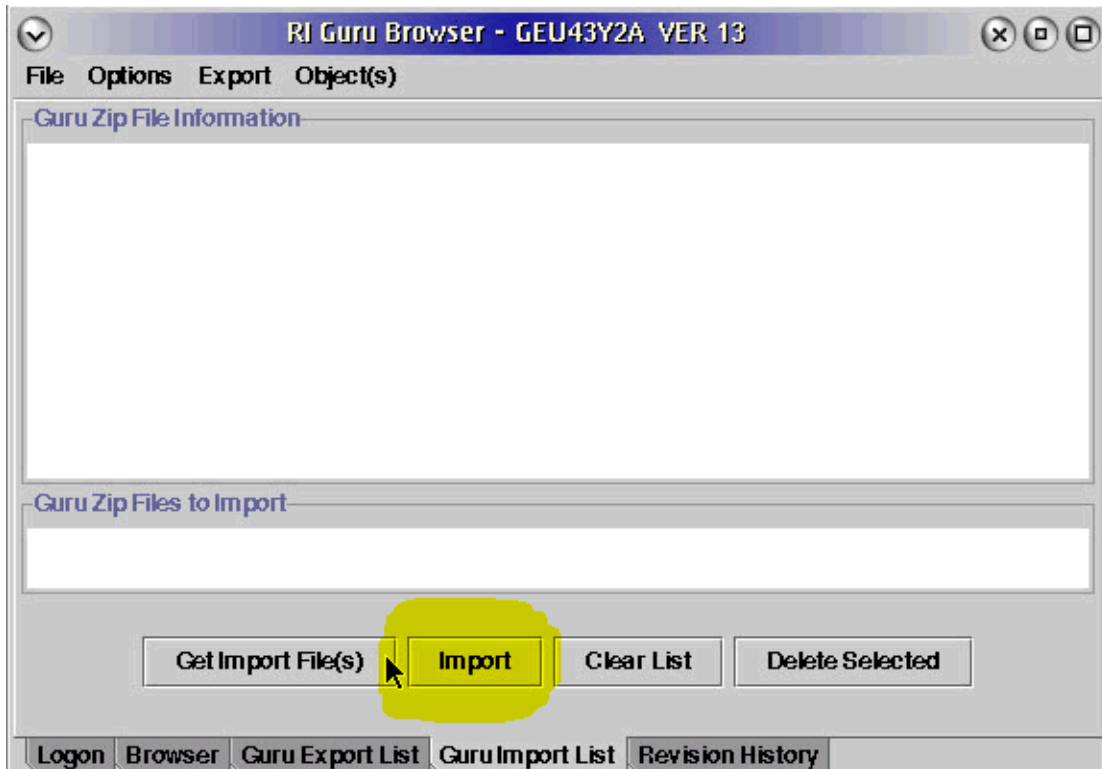 RI Guru Browser - GEU43Y2A VER 13
File Options Export Object(s)
Guru Zip File Information
Guru Zip Files to Import
Get Import File(s) Import Clear List Delete Selected
Logon Browser Guru Export List Guru Import List Revision History